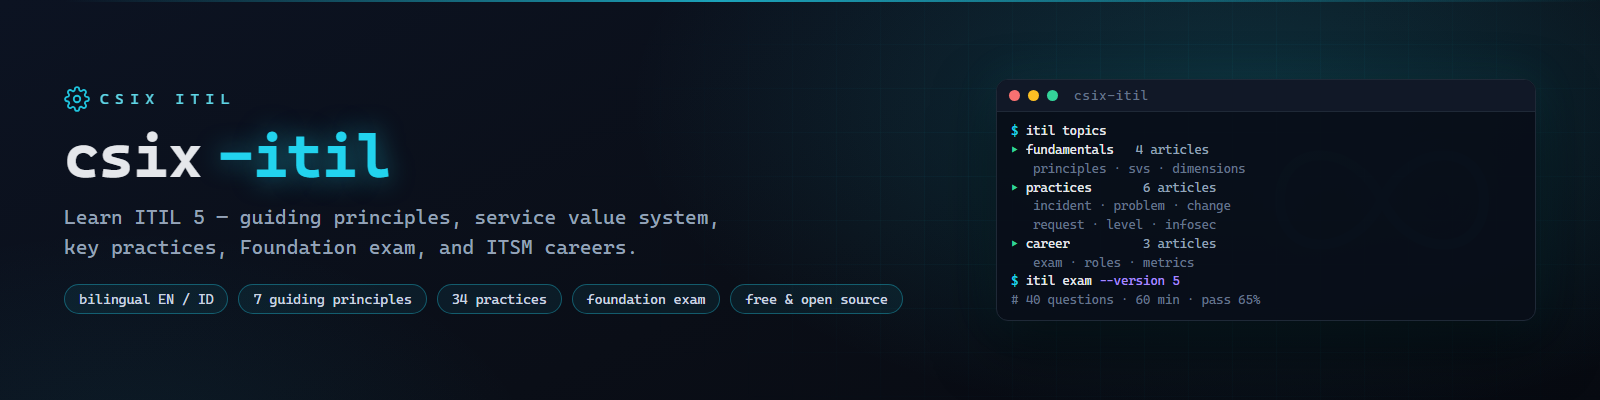 CSIX ITIL
csix -itil
Learn ITIL 5 — guiding principles, service value system,
key practices, Foundation exam, and ITSM careers.
bilingual EN / ID
7 guiding principles
34 practices
foundation exam
free & open source
csix-itil
$ itil topics
▸ fundamentals 4 articles
principles · svs · dimensions
▸ practices 6 articles
incident · problem · change
request · level · infosec
▸ career 3 articles
exam · roles · metrics
$ itil exam --version 5
# 40 questions · 60 min · pass 65%